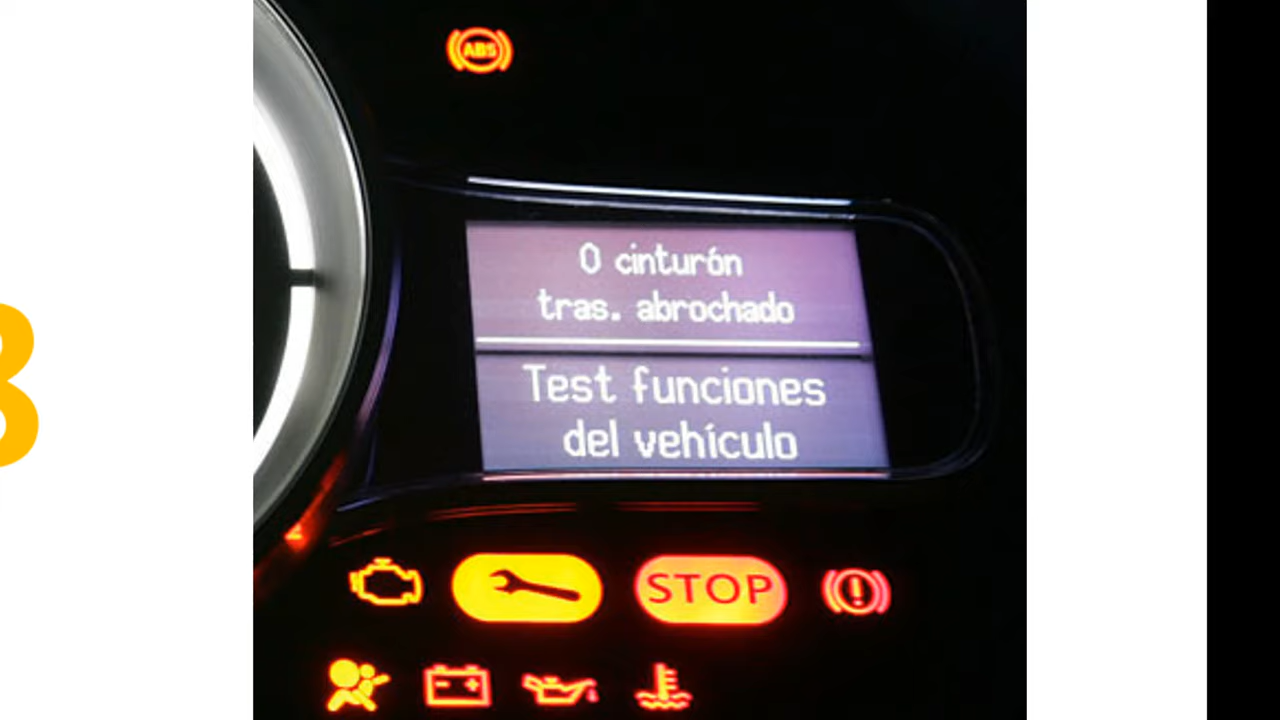 ABS
0 cinturón
tras. abrochado
Test funciones
del vehículo
STOP